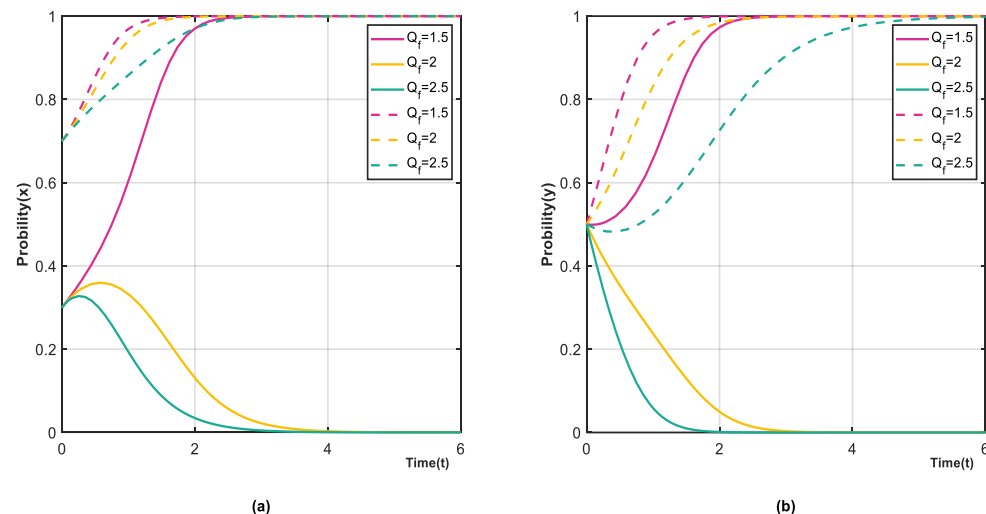 1
0.8
0.6
0.4
0.2
0
Probility(x)
0
2
4
6
Time(t)
Q_f=1.5
Q_f=2
Q_f=2.5
Q_f=1.5
Q_f=2
Q_f=2.5
(a)
1
0.8
0.6
0.4
0.2
0
Probility(y)
0
2
4
6
Time(t)
Q_f=1.5
Q_f=2
Q_f=2.5
Q_f=1.5
Q_f=2
Q_f=2.5
(b)